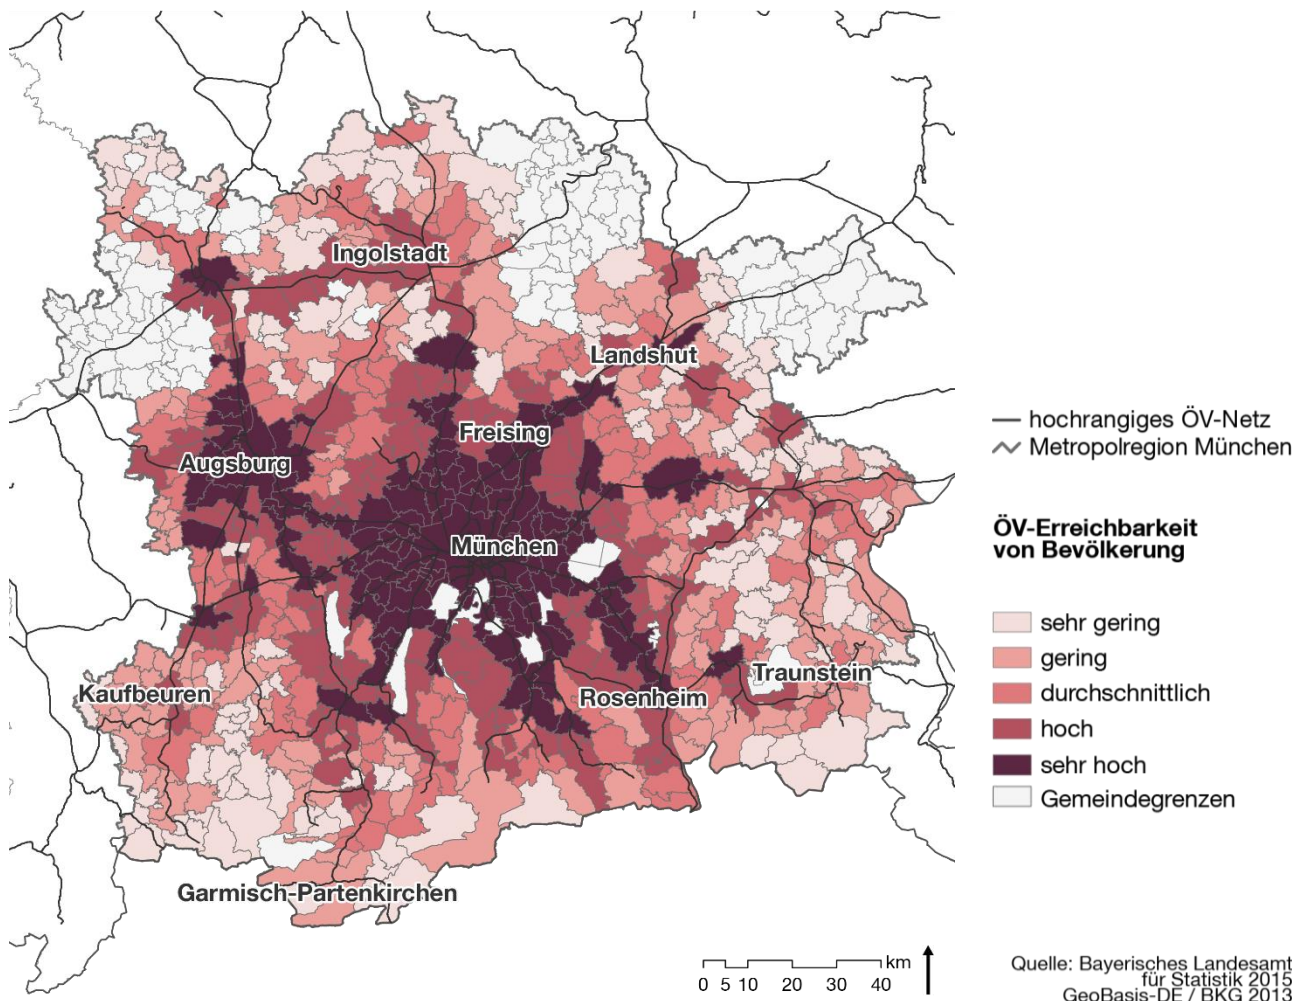 Ingolstadt
Landshut
Freising
Augsburg
München
Kaufbeuren
Rosenheim
Traunstein
Garmisch-Partenkirchen
hochrangiges ÖV-Netz
Metropolregion München
ÖV-Erreichbarkeit
von Bevölkerung
sehr gering
gering
durchschnittlich
hoch
sehr hoch
Gemeindegrenzen
km
0 5 10 20 30 40
Quelle: Bayerisches Landesamt
für Statistik 2015
GeoBasis-DE / BKG 2013